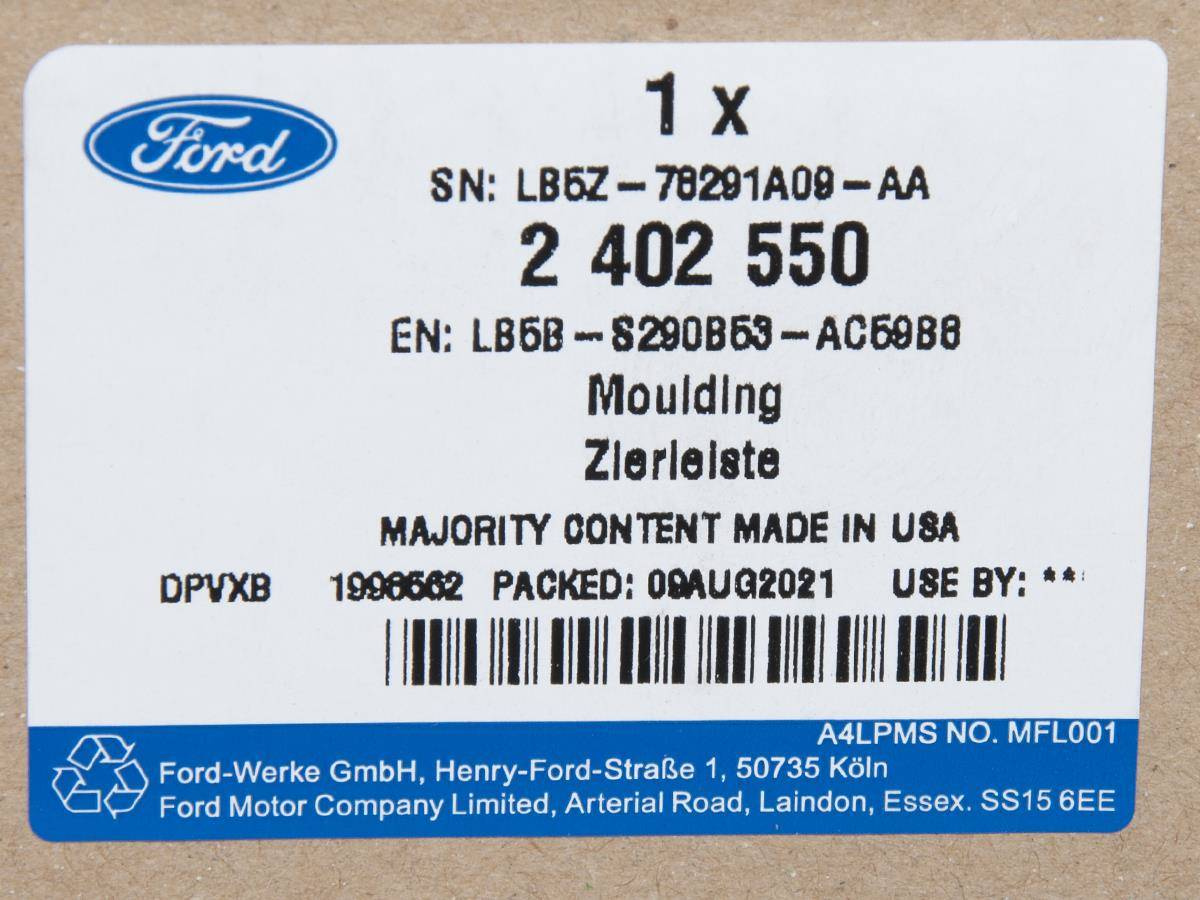 Ford
1 x
SN: LB5Z-78291A09-AA
2 402 550
EN: LB5B-S290B53-AC59B8
Moulding
Zierleiste
MAJORITY CONTENT MADE IN USA
DPVXB 1996562 PACKED: 09AUG2021 USE BY: **
A4LPMS NO. MFL001
Ford-Werke GmbH, Henry-Ford-Straße 1, 50735 Köln
Ford Motor Company Limited, Arterial Road, Laindon, Essex. SS15 6EE